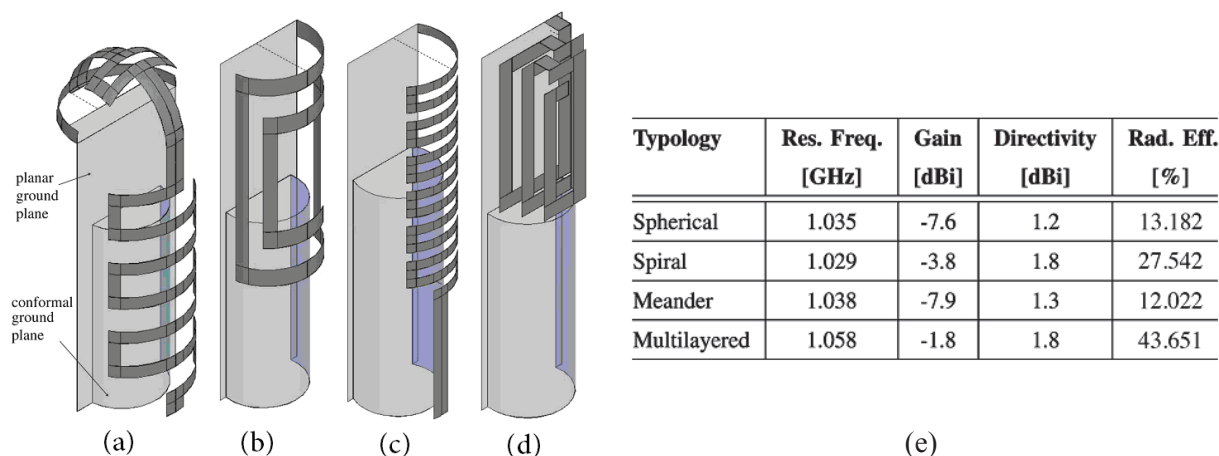 planar
ground
plane
conformal
ground
plane
(a)
(b)
(c)
(d)
Typology Res. Freq. Gain Directivity Rad. Eff.
[GHz] [dBi] [dBi] [%]
Spherical 1.035 -7.6 1.2 13.182
Spiral 1.029 -3.8 1.8 27.542
Meander 1.038 -7.9 1.3 12.022
Multilayered 1.058 -1.8 1.8 43.651
(e)